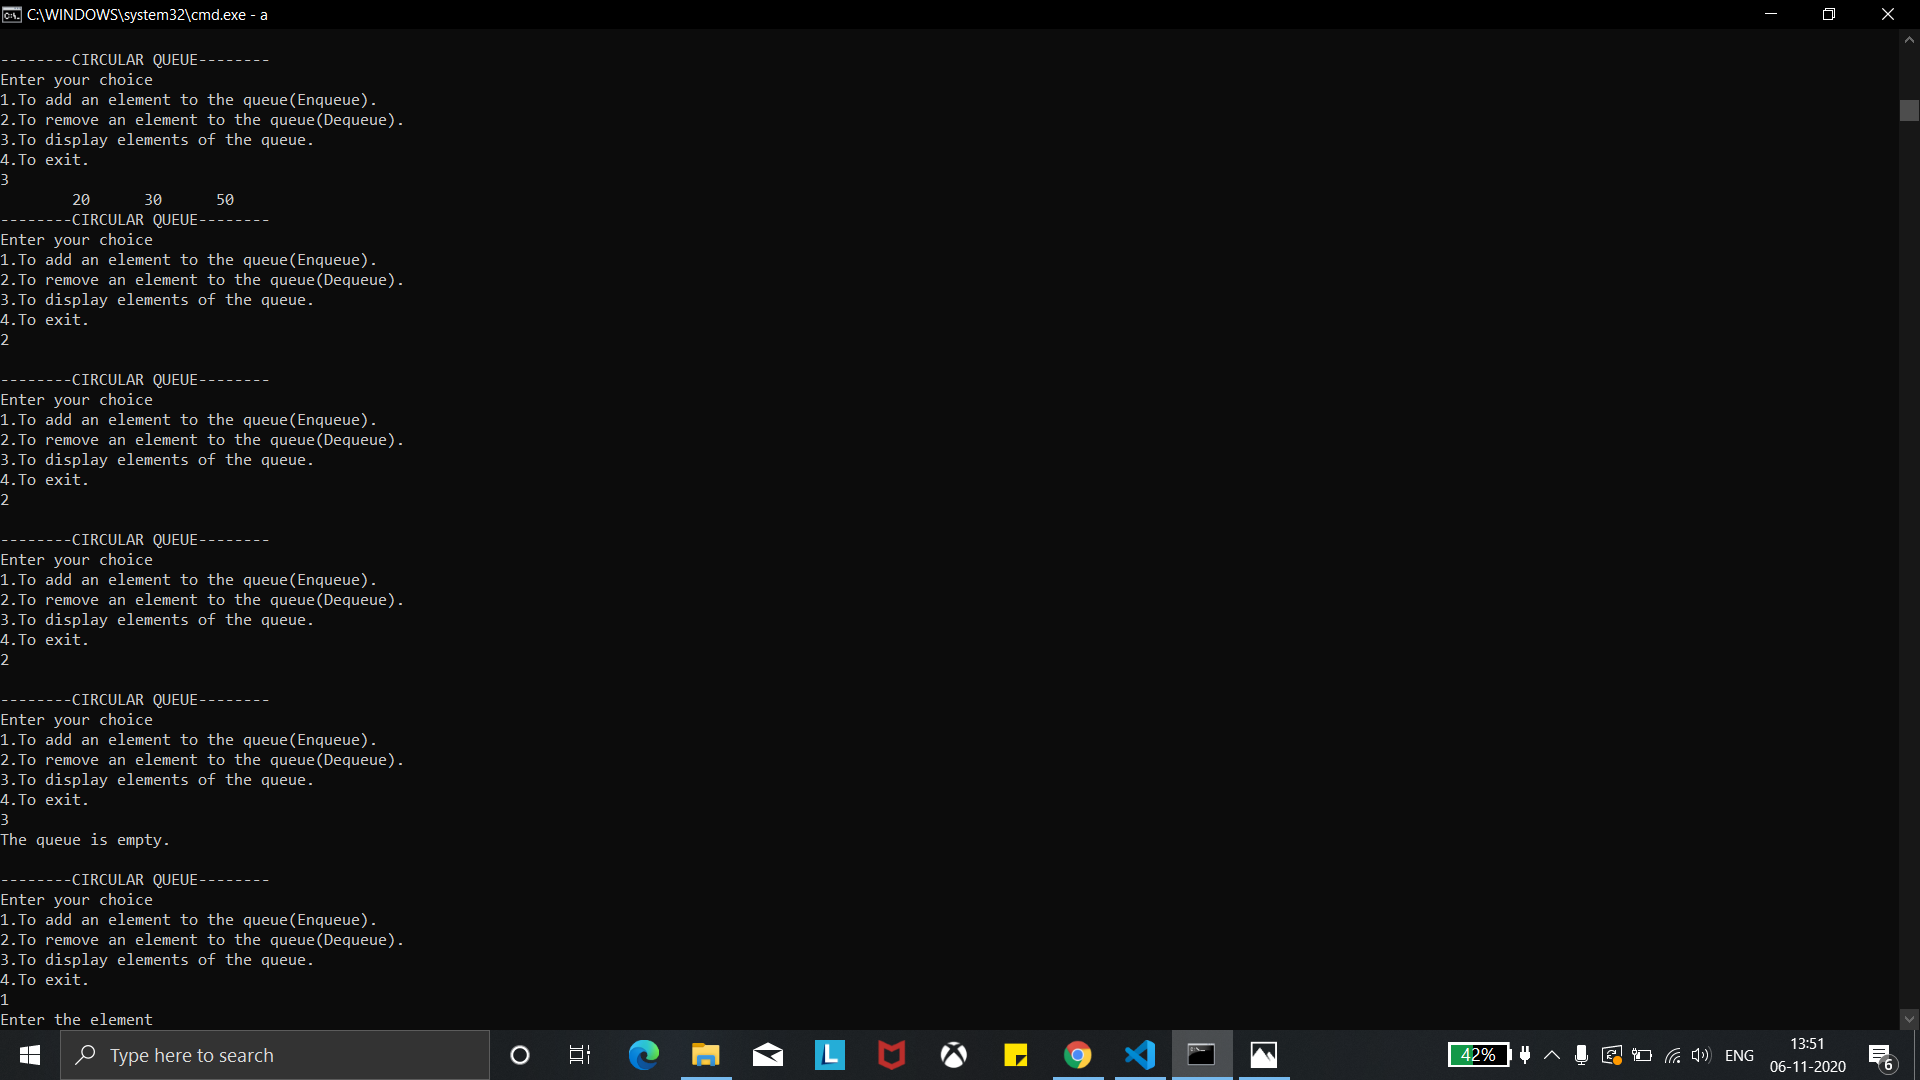 C:\WINDOWS\system32\cmd.exe - a
--------CIRCULAR QUEUE--------
Enter your choice
1.To add an element to the queue(Enqueue).
2.To remove an element to the queue(Dequeue).
3.To display elements of the queue.
4.To exit.
3
        20      30      50
--------CIRCULAR QUEUE--------
Enter your choice
1.To add an element to the queue(Enqueue).
2.To remove an element to the queue(Dequeue).
3.To display elements of the queue.
4.To exit.
2
--------CIRCULAR QUEUE--------
Enter your choice
1.To add an element to the queue(Enqueue).
2.To remove an element to the queue(Dequeue).
3.To display elements of the queue.
4.To exit.
2
--------CIRCULAR QUEUE--------
Enter your choice
1.To add an element to the queue(Enqueue).
2.To remove an element to the queue(Dequeue).
3.To display elements of the queue.
4.To exit.
2
--------CIRCULAR QUEUE--------
Enter your choice
1.To add an element to the queue(Enqueue).
2.To remove an element to the queue(Dequeue).
3.To display elements of the queue.
4.To exit.
3
The queue is empty.
--------CIRCULAR QUEUE--------
Enter your choice
1.To add an element to the queue(Enqueue).
2.To remove an element to the queue(Dequeue).
3.To display elements of the queue.
4.To exit.
1
Enter the element
Type here to search
L
42%
ENG
13:51
06-11-2020
6